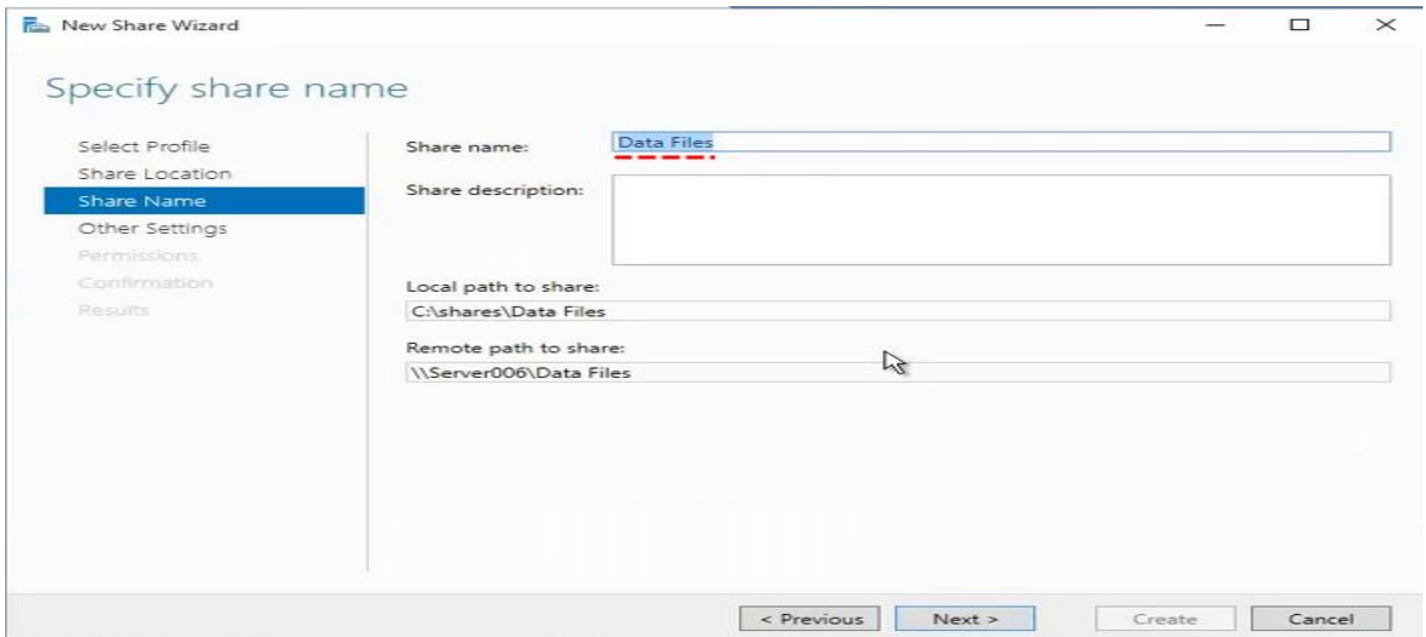 New Share Wizard
Specify share name
Select Profile
Share Location
Share Name
Other Settings
Permissions
Confirmation
Results
Share name:
Data Files
Share description:
Local path to share:
C:\shares\Data Files
Remote path to share:
\\Server006\Data Files
< Previous
Next >
Create
Cancel